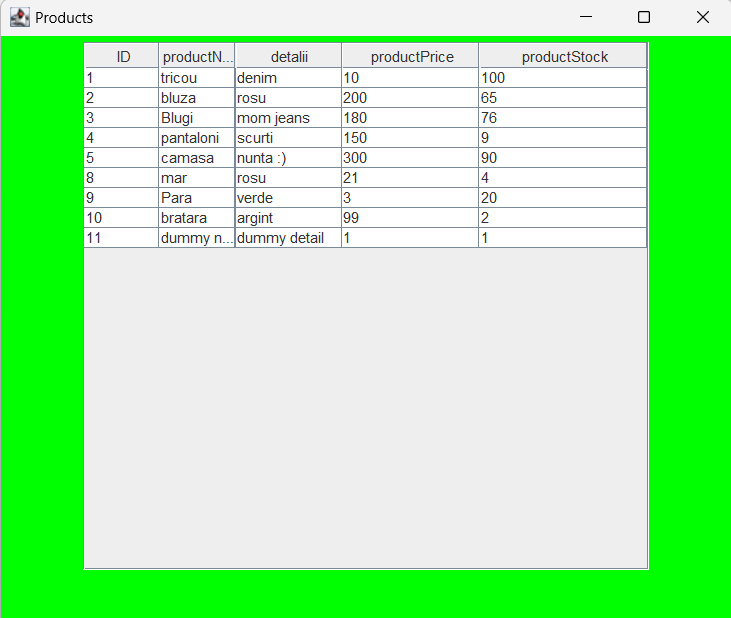 Products
ID productN... detalii productPrice productStock
1 tricou denim 10 100
2 bluza rosu 200 65
3 Blugi mom jeans 180 76
4 pantaloni scurti 150 9
5 camasa nunta :) 300 90
8 mar rosu 21 4
9 Para verde 3 20
10 bratara argint 99 2
11 dummy n... dummy detail 1 1